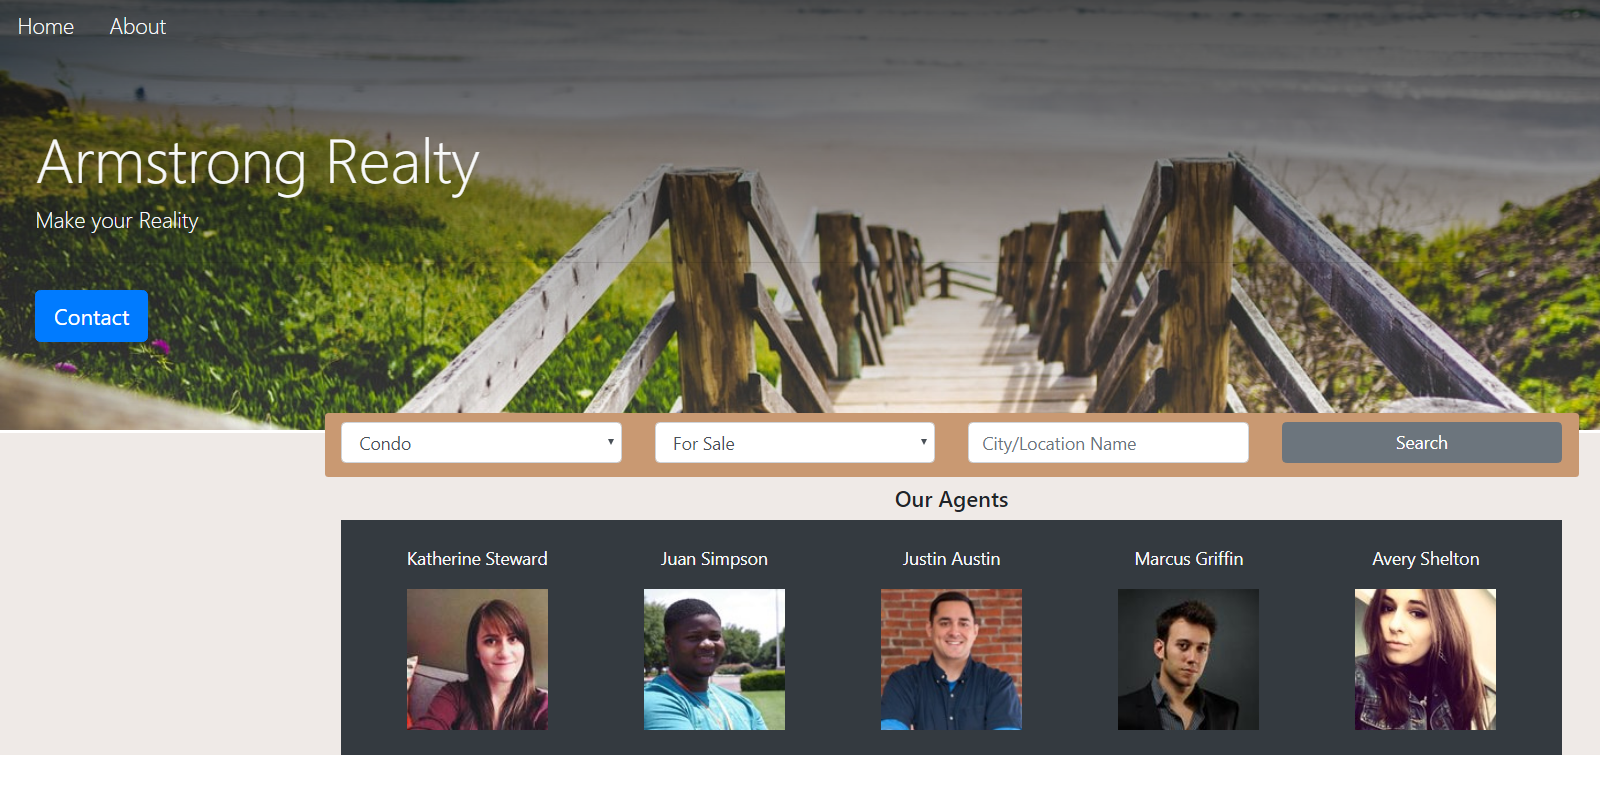 Home About
Armstrong Realty
Make your Reality
Contact
Condo For Sale City/Location Name Search
Our Agents
Katherine Steward Juan Simpson Justin Austin Marcus Griffin Avery Shelton